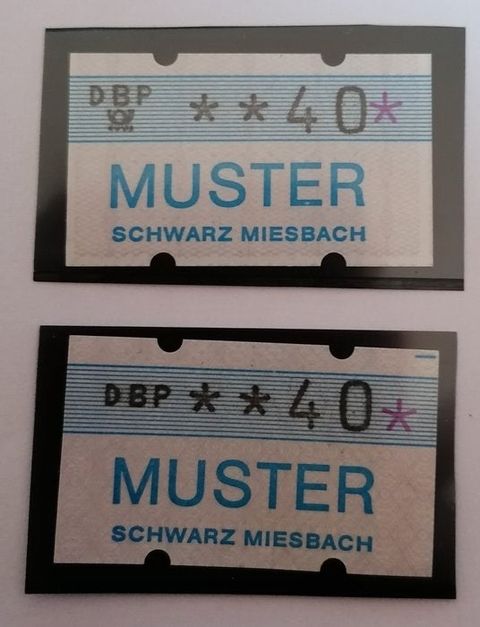 DBP **40*
MUSTER
SCHWARZ MIESBACH
DBP **40*
MUSTER
SCHWARZ MIESBACH